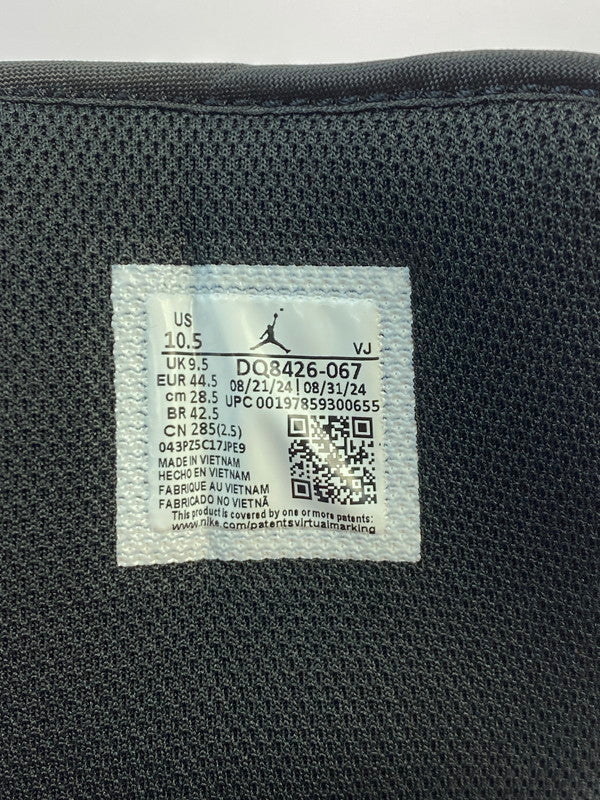 US
10.5
VJ
UK 9.5
DQ8426-067
EUR 44.5
08/21/24 | 08/31/24
cm 28.5
UPC 00197859300655
BR 42.5
CN 285(2.5)
043PZ5C17JPE9
MADE IN VIETNAM
HECHO EN VIETNAM
FABRIQUE AU VIETNAM
FABRICADO NO VIETNÃ
This product is covered by one or more patents:
www.nike.com/patentsvirtualmarking